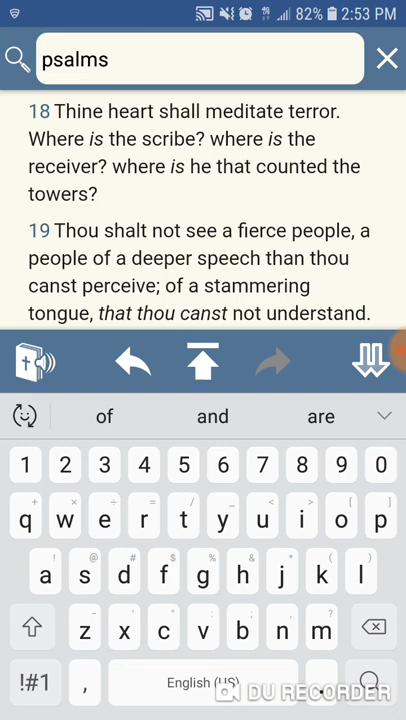 82% 2:53 PM
psalms
18 Thine heart shall meditate terror.
Where is the scribe? where is the
receiver? where is he that counted the
towers?
19 Thou shalt not see a fierce people, a
people of a deeper speech than thou
canst perceive; of a stammering
tongue, that thou canst not understand.
of and are
1 2 3 4 5 6 7 8 9 0
+ × ÷ = / _ < > [ ]
q w e r t y u i o p
! @ # $ % & * ( )
a s d f g h j k l
- ' " : ; , ?
z x c v b n m
!#1 , English (US) .
DU RECORDER